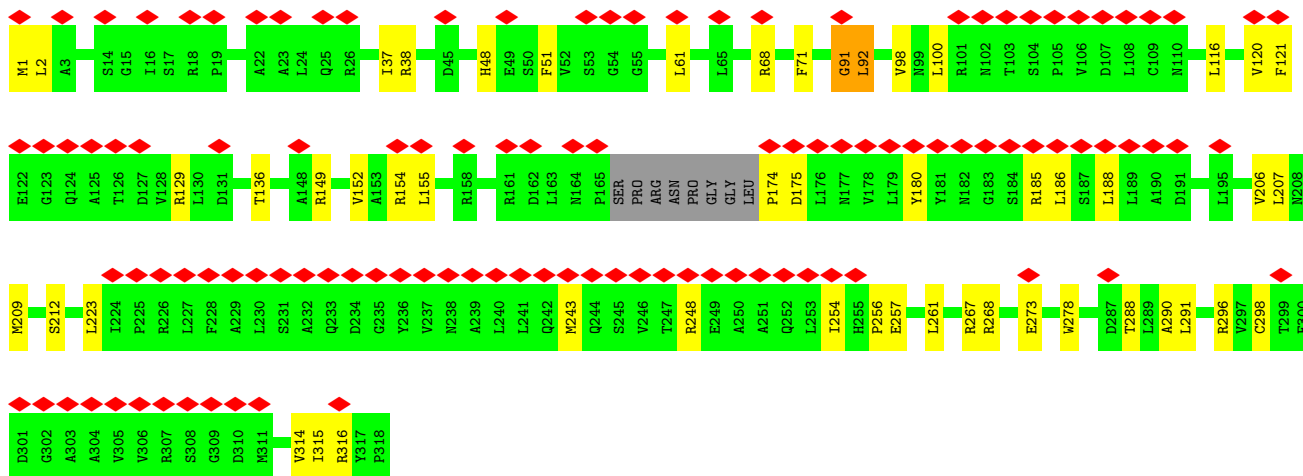 M1 L2 A3 S14 G15 I16 S17 R18 P19 A22 A23 L24 Q25 R26 I37 R38 D45 H48 E49 S50 F51 V52 S53 G54 G55 L61 L65 R68 F71 G91 L92 V98 N99 L100 R101 N102 T103 S104 P105 V106 D107 L108 C109 N110 L116 V120 F121
E122 G123 Q124 A125 T126 D127 V128 R129 L130 D131 T136 A148 R149 V152 A153 R154 L155 R158 R161 D162 L163 N164 P165 SER PRO ARG ASN PRO GLY GLY LEU P174 D175 L176 N177 V178 L179 Y180 Y181 N182 G183 S184 R185 L186 S187 L188 L189 A190 D191 L195 V206 L207 N208
M209 S212 L223 I224 P225 R226 L227 F228 A229 L230 S231 A232 Q233 D234 G235 Y236 V237 N238 A239 L240 L241 Q242 M243 Q244 S245 V246 T247 R248 E249 A250 A251 Q252 L253 I254 H255 P256 E257 L261 R267 R268 E273 W278 D287 T288 L289 A290 L291 R296 V297 C298 T299
D301 G302 A303 A304 V305 V306 R307 S308 G309 D310 M311 V314 I315 R316 Y317 P318